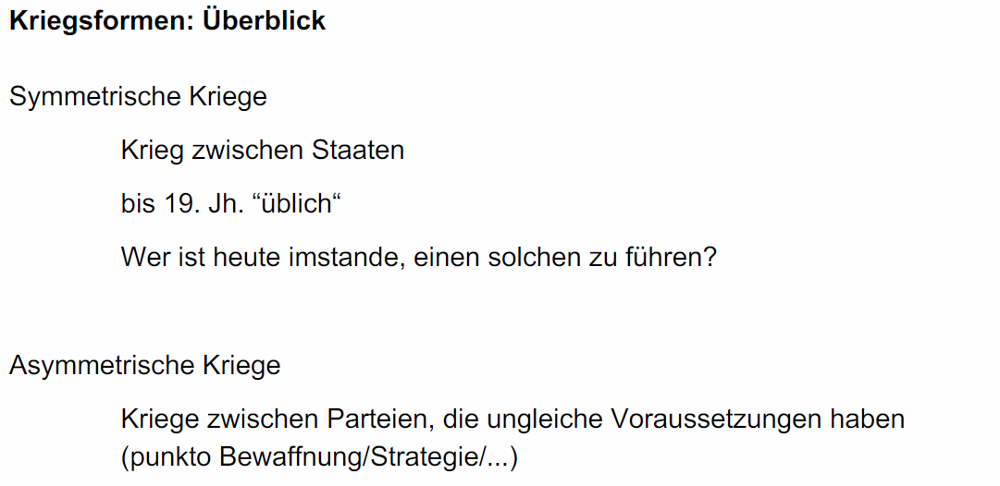 Kriegsformen: Überblick
Symmetrische Kriege
Krieg zwischen Staaten
bis 19. Jh. “üblich“
Wer ist heute imstande, einen solchen zu führen?
Asymmetrische Kriege
Kriege zwischen Parteien, die ungleiche Voraussetzungen haben
(punkto Bewaffnung/Strategie/...)